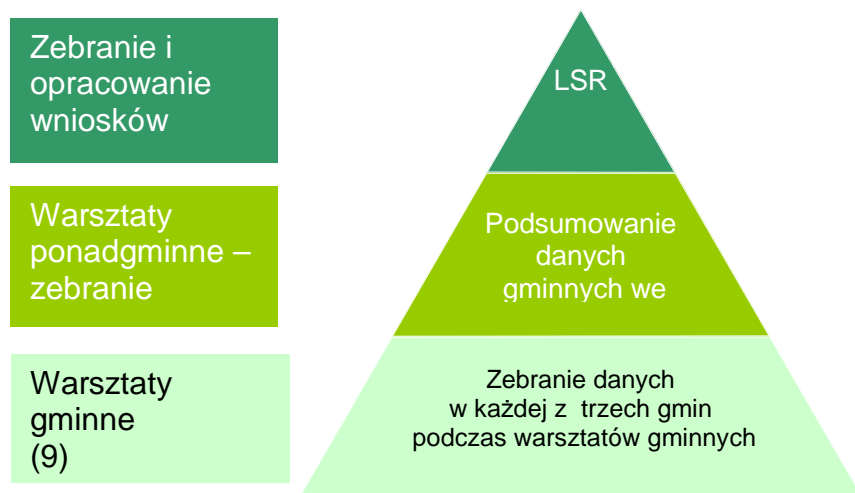 Zebranie i
opracowanie
wniosków
LSR
Warsztaty
ponadgminne –
zebranie
Podsumowanie
danych
gminnych we
Warsztaty
gminne
(9)
Zebranie danych
w każdej z trzech gmin
podczas warsztatów gminnych